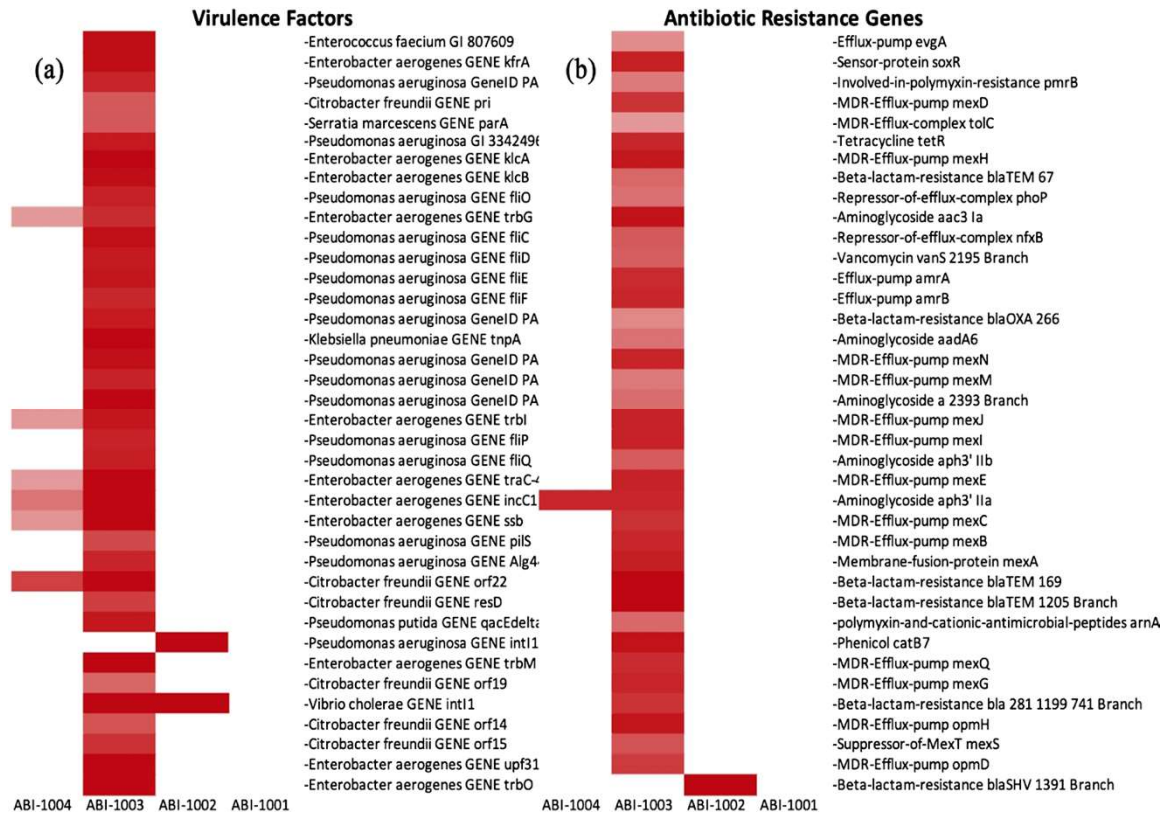 Virulence Factors
(a)
-Enterococcus faecium GI 807609
-Enterobacter aerogenes GENE kfrA
-Pseudomonas aeruginosa GeneID PA
-Citrobacter freundii GENE pri
-Serratia marcescens GENE parA
-Pseudomonas aeruginosa GI 3342496
-Enterobacter aerogenes GENE klcA
-Enterobacter aerogenes GENE klcB
-Pseudomonas aeruginosa GENE fliO
-Enterobacter aerogenes GENE trbG
-Pseudomonas aeruginosa GENE fliC
-Pseudomonas aeruginosa GENE fliD
-Pseudomonas aeruginosa GENE fliE
-Pseudomonas aeruginosa GENE fliF
-Pseudomonas aeruginosa GeneID PA
-Klebsiella pneumoniae GENE tnpA
-Pseudomonas aeruginosa GeneID PA
-Pseudomonas aeruginosa GeneID PA
-Pseudomonas aeruginosa GeneID PA
-Enterobacter aerogenes GENE trbI
-Pseudomonas aeruginosa GENE fliP
-Pseudomonas aeruginosa GENE fliQ
-Enterobacter aerogenes GENE traC-4
-Enterobacter aerogenes GENE incC1
-Enterobacter aerogenes GENE ssb
-Pseudomonas aeruginosa GENE pilS
-Pseudomonas aeruginosa GENE Alg4
-Citrobacter freundii GENE orf22
-Citrobacter freundii GENE resD
-Pseudomonas putida GENE qacEdelta
-Pseudomonas aeruginosa GENE intI1
-Enterobacter aerogenes GENE trbM
-Citrobacter freundii GENE orf19
-Vibrio cholerae GENE intI1
-Citrobacter freundii GENE orf14
-Citrobacter freundii GENE orf15
-Enterobacter aerogenes GENE upf31
-Enterobacter aerogenes GENE trbO
ABI-1004 ABI-1003 ABI-1002 ABI-1001
Antibiotic Resistance Genes
(b)
-Efflux-pump evgA
-Sensor-protein soxR
-Involved-in-polymyxin-resistance pmrB
-MDR-Efflux-pump mexD
-MDR-Efflux-complex tolC
-Tetracycline tetR
-MDR-Efflux-pump mexH
-Beta-lactam-resistance blaTEM 67
-Repressor-of-efflux-complex phoP
-Aminoglycoside aac3 Ia
-Repressor-of-efflux-complex nfxB
-Vancomycin vanS 2195 Branch
-Efflux-pump amrA
-Efflux-pump amrB
-Beta-lactam-resistance blaOXA 266
-Aminoglycoside aadA6
-MDR-Efflux-pump mexN
-MDR-Efflux-pump mexM
-Aminoglycoside a 2393 Branch
-MDR-Efflux-pump mexJ
-MDR-Efflux-pump mexI
-Aminoglycoside aph3' IIb
-MDR-Efflux-pump mexE
-Aminoglycoside aph3' IIa
-MDR-Efflux-pump mexC
-MDR-Efflux-pump mexB
-Membrane-fusion-protein mexA
-Beta-lactam-resistance blaTEM 169
-Beta-lactam-resistance blaTEM 1205 Branch
-polymyxin-and-cationic-antimicrobial-peptides arnA
-Phenicol catB7
-MDR-Efflux-pump mexQ
-MDR-Efflux-pump mexG
-Beta-lactam-resistance bla 281 1199 741 Branch
-MDR-Efflux-pump opmH
-Suppressor-of-MexT mexS
-MDR-Efflux-pump opmD
-Beta-lactam-resistance blaSHV 1391 Branch
ABI-1004 ABI-1003 ABI-1002 ABI-1001